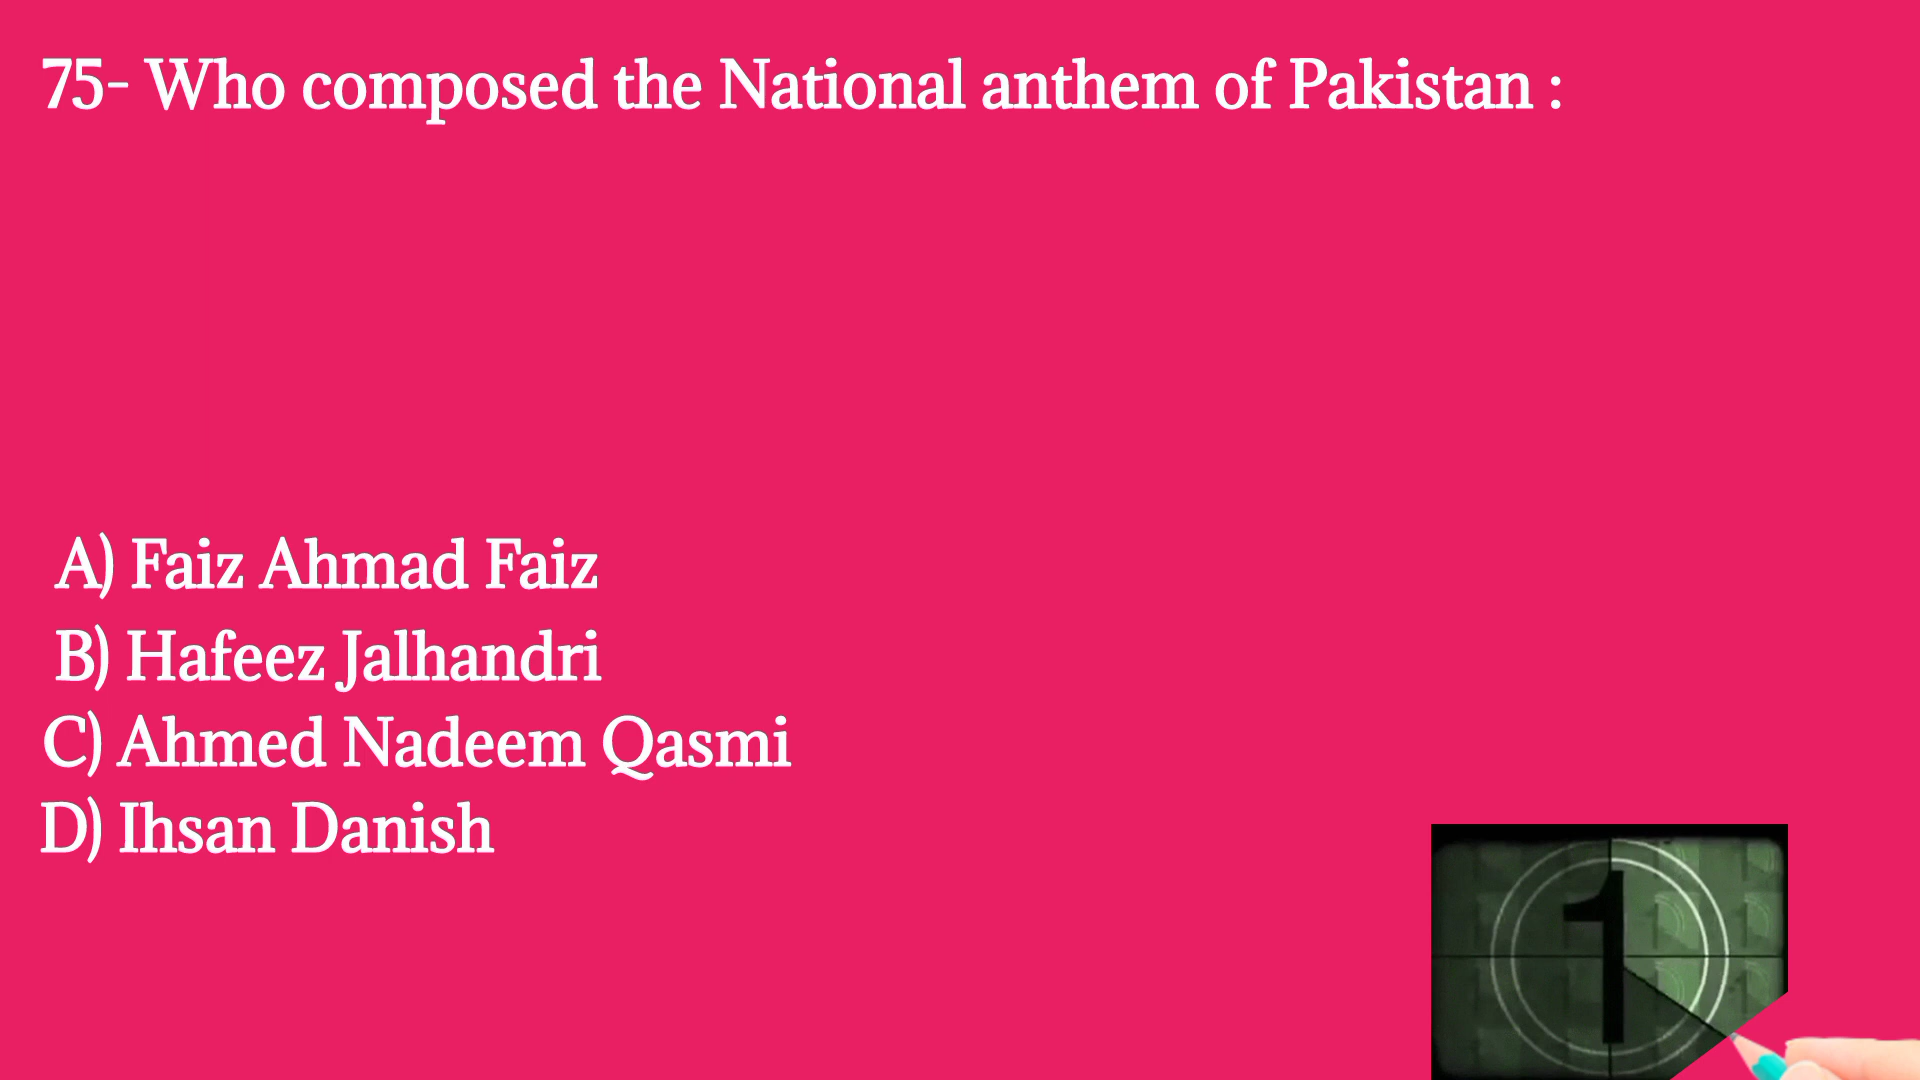 75- Who composed the National anthem of Pakistan :
A) Faiz Ahmad Faiz
B) Hafeez Jalhandri
C) Ahmed Nadeem Qasmi
D) Ihsan Danish
1